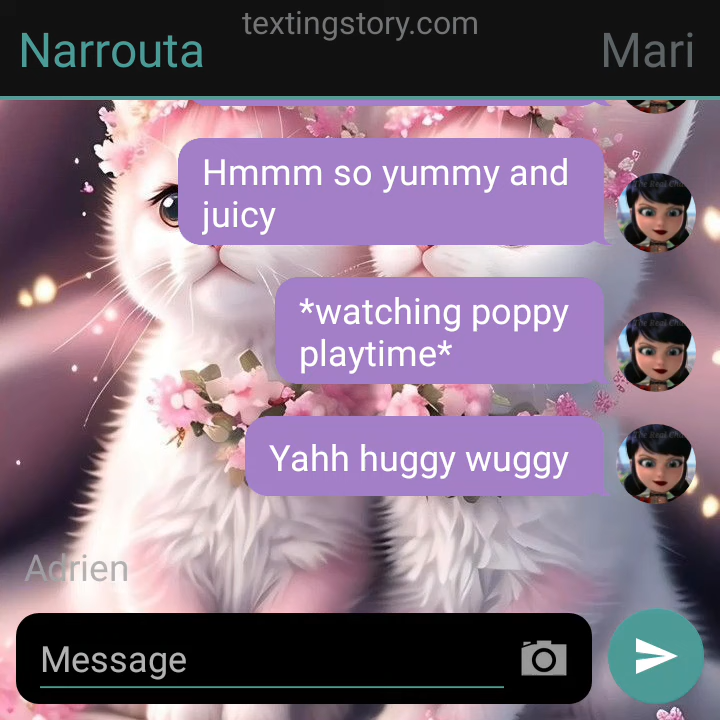 textingstory.com
Narrouta
Mari
Hmmm so yummy and
juicy
*watching poppy
playtime*
Yahh huggy wuggy
Adrien
Message